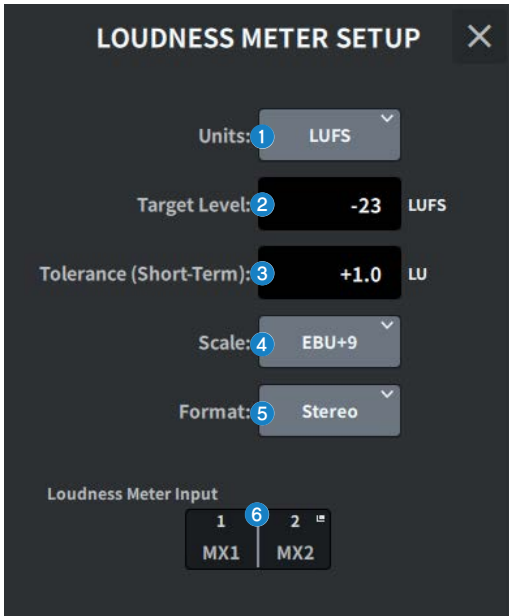 LOUDNESS METER SETUP
Units: 1 LUFS
Target Level: 2 -23 LUFS
Tolerance (Short-Term): 3 +1.0 LU
Scale: 4 EBU+9
Format: 5 Stereo
Loudness Meter Input
1 6 2
MX1 MX2